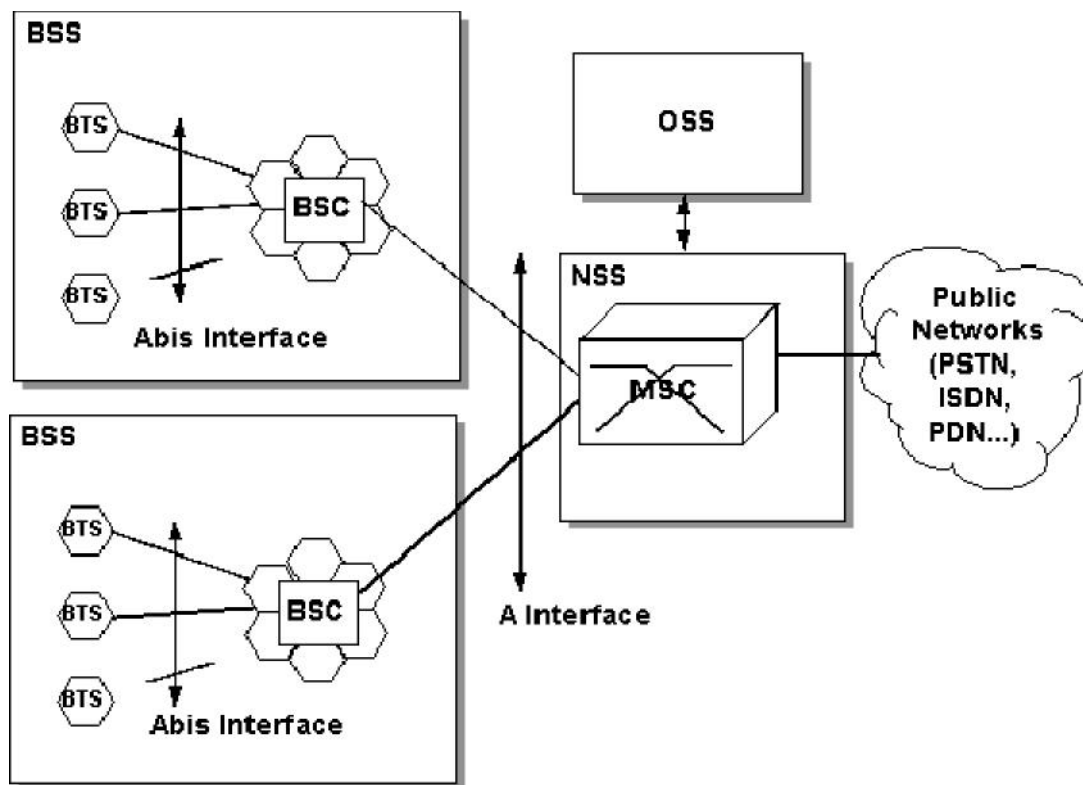 BSS
BTS
BTS
BTS
BSC
Abis Interface
BSS
BTS
BTS
BTS
BSC
Abis Interface
OSS
NSS
MSC
A Interface
Public
Networks
(PSTN,
ISDN,
PDN...)